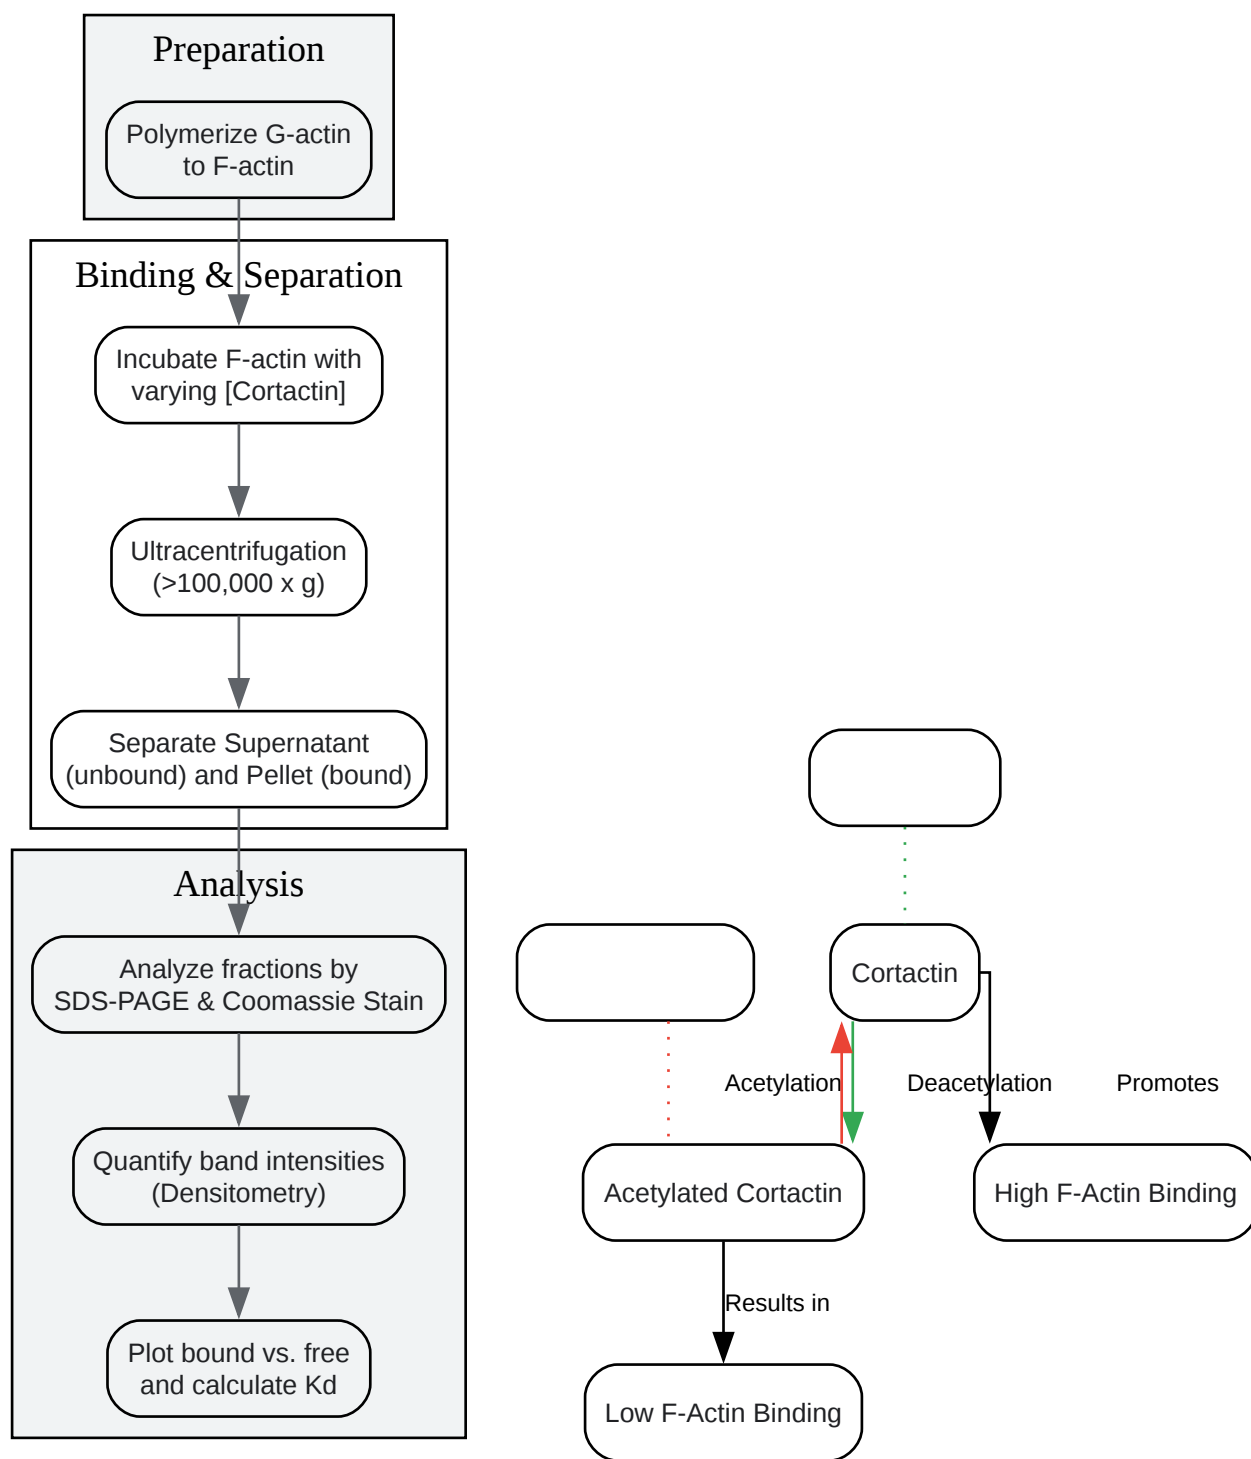 Preparation
Polymerize G-actin
to F-actin
Binding & Separation
Incubate F-actin with
varying [Cortactin]
Ultracentrifugation
(>100,000 x g)
Separate Supernatant
(unbound) and Pellet (bound)
Analysis
Analyze fractions by
SDS-PAGE & Coomassie Stain
Quantify band intensities
(Densitometry)
Plot bound vs. free
and calculate Kd
Cortactin
Acetylation
Deacetylation
Promotes
Acetylated Cortactin
High F-Actin Binding
Results in
Low F-Actin Binding